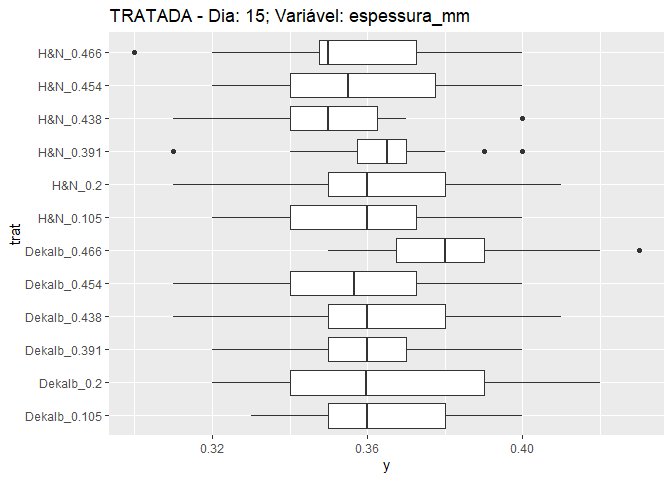 TRATADA - Dia: 15; Variável: espessura_mm
H&N_0.466
H&N_0.454
H&N_0.438
H&N_0.391
H&N_0.2
H&N_0.105
Dekalb_0.466
Dekalb_0.454
Dekalb_0.438
Dekalb_0.391
Dekalb_0.2
Dekalb_0.105
trat
0.32 0.36 0.40
y